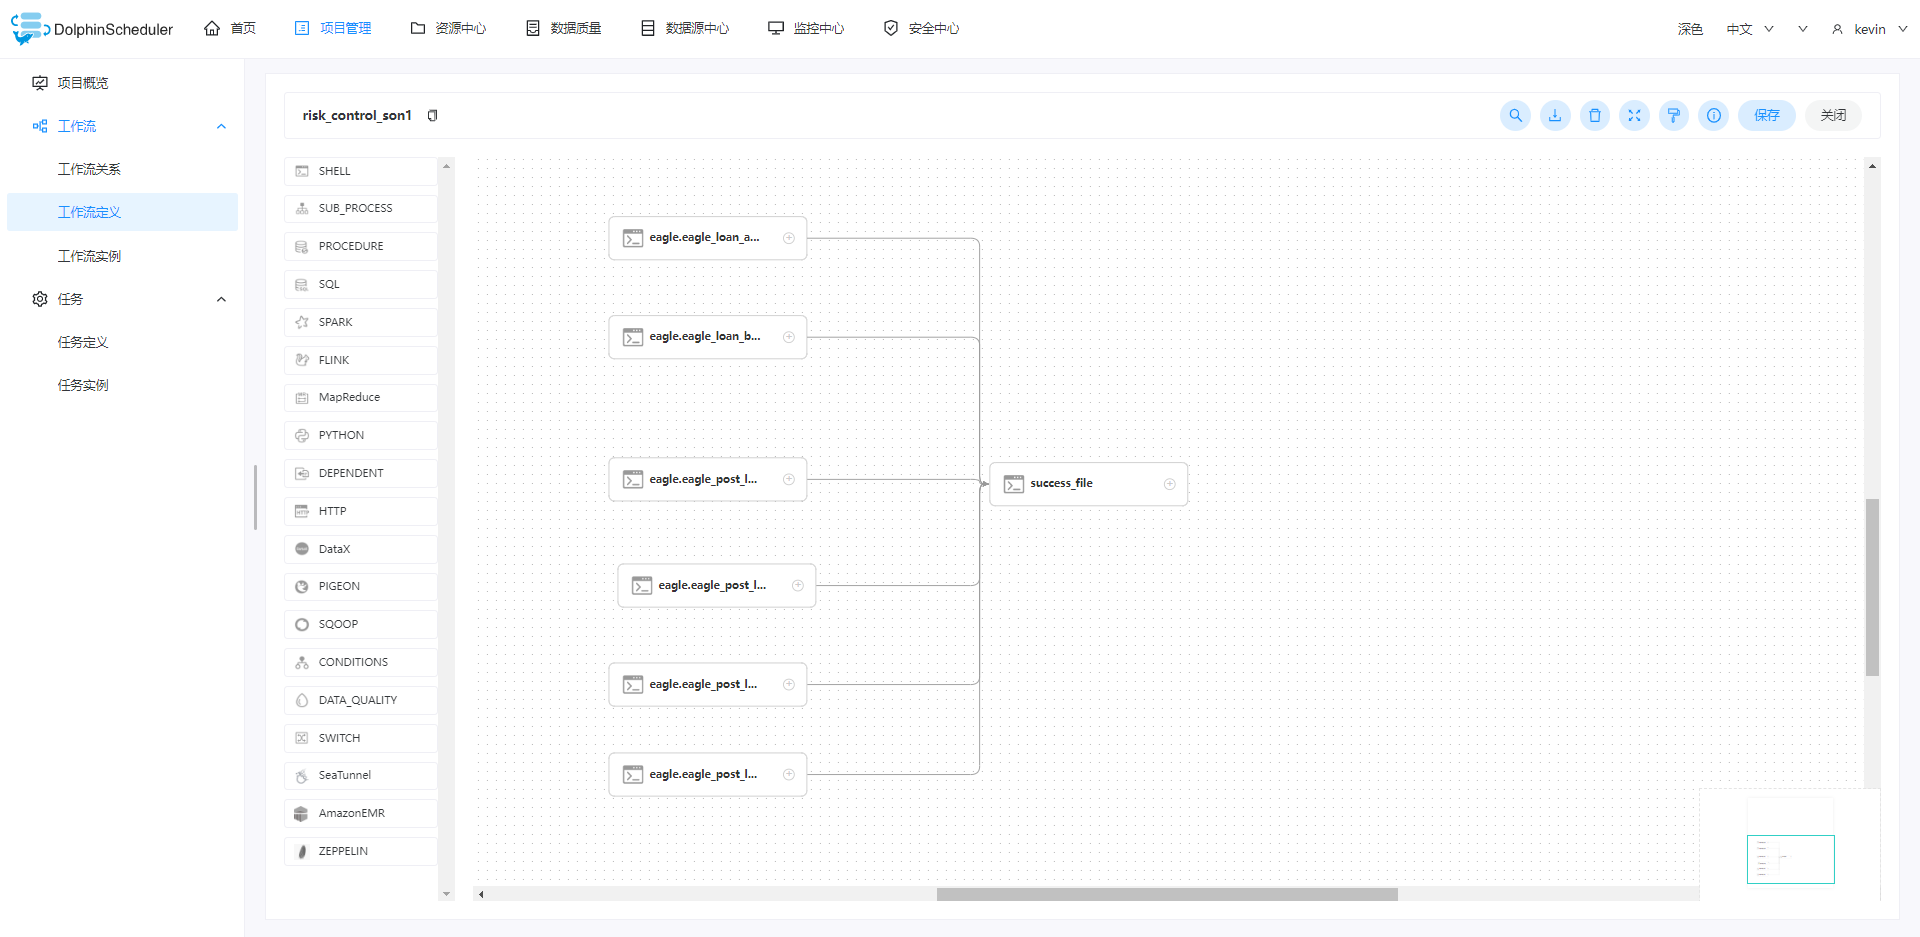 DolphinScheduler
首页
项目管理
资源中心
数据质量
数据源中心
监控中心
安全中心
深色
中文
kevin
项目概览
工作流
工作流关系
工作流定义
工作流实例
任务
任务定义
任务实例
risk_control_son1
保存
关闭
SHELL
SUB_PROCESS
PROCEDURE
SQL
SPARK
FLINK
MapReduce
PYTHON
DEPENDENT
HTTP
DataX
PIGEON
SQOOP
CONDITIONS
DATA_QUALITY
SWITCH
SeaTunnel
AmazonEMR
ZEPPELIN
eagle.eagle_loan_a...
eagle.eagle_loan_b...
eagle.eagle_post_l...
success_file
eagle.eagle_post_l...
eagle.eagle_post_l...
eagle.eagle_post_l...